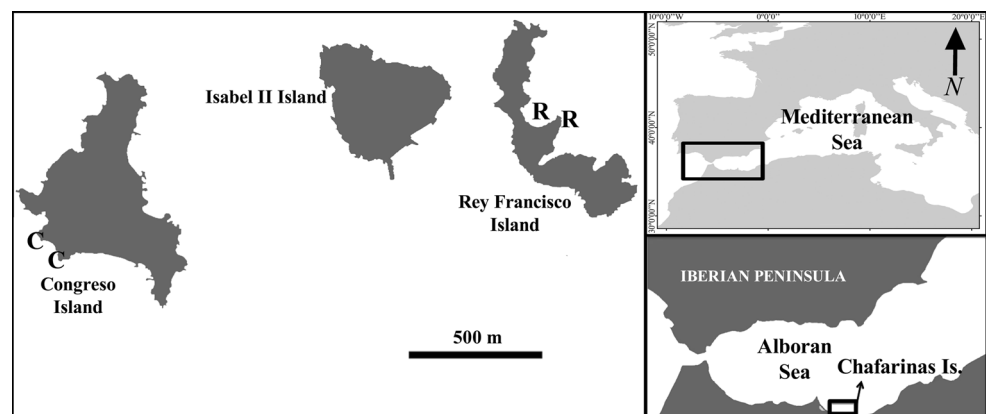 Isabel II Island
R
R
Rey Francisco
Island
C
C
Congreso
Island
500 m
10°0'0"W
0°0'0"
10°0'0"E
20°0'0"E
50°0'0"N
40°0'0"N
30°0'0"N
N
Mediterranean
Sea
IBERIAN PENINSULA
Alboran
Sea
Chafarinas Is.